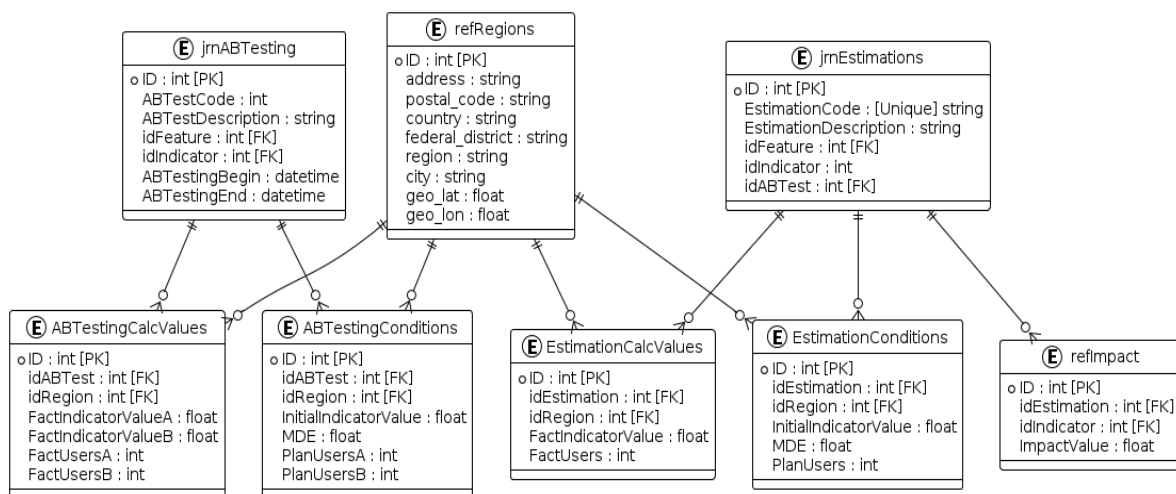 E jrnABTesting
ID : int [PK]
ABTestCode : int
ABTestDescription : string
idFeature : int [FK]
idIndicator : int [FK]
ABTestingBegin : datetime
ABTestingEnd : datetime
E refRegions
ID : int [PK]
address : string
postal_code : string
country : string
federal_district : string
region : string
city : string
geo_lat : float
geo_lon : float
E jrnEstimations
ID : int [PK]
EstimationCode : [Unique] string
EstimationDescription : string
idFeature : int [FK]
idIndicator : int
idABTest : int [FK]
E ABTestingCalcValues
ID : int [PK]
idABTest : int [FK]
idRegion : int [FK]
FactIndicatorValueA : float
FactIndicatorValueB : float
FactUsersA : int
FactUsersB : int
E ABTestingConditions
ID : int [PK]
idABTest : int [FK]
idRegion : int [FK]
InitialIndicatorValue : float
MDE : float
PlanUsersA : int
PlanUsersB : int
E EstimationCalcValues
ID : int [PK]
idEstimation : int [FK]
idRegion : int [FK]
FactIndicatorValue : float
FactUsers : int
E EstimationConditions
ID : int [PK]
idEstimation : int [FK]
idRegion : int [FK]
InitialIndicatorValue : float
MDE : float
PlanUsers : int
E refImpact
ID : int [PK]
idEstimation : int [FK]
idIndicator : int [FK]
ImpactValue : float